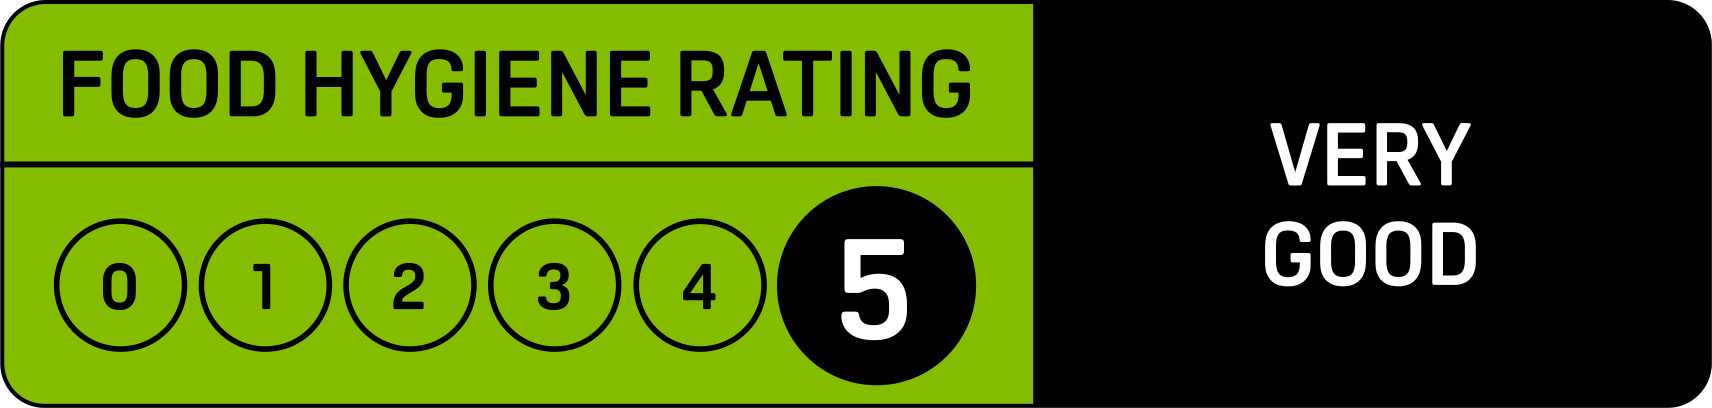 FOOD HYGIENE RATING
0 1 2 3 4 5
VERY
GOOD